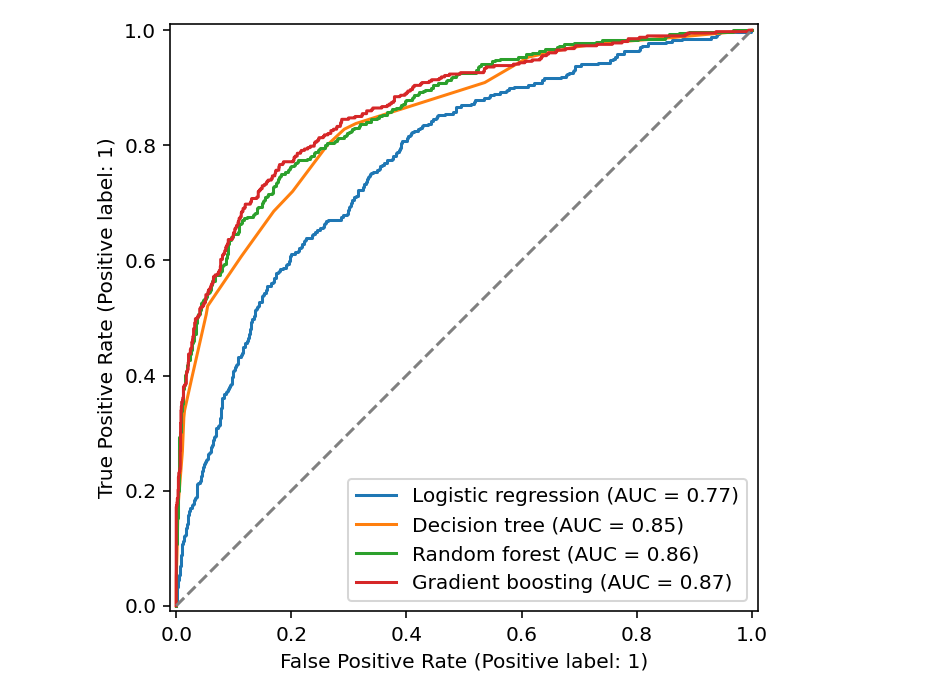 1.0
0.8
0.6
0.4
0.2
0.0
True Positive Rate (Positive label: 1)
Logistic regression (AUC = 0.77)
Decision tree (AUC = 0.85)
Random forest (AUC = 0.86)
Gradient boosting (AUC = 0.87)
0.0 0.2 0.4 0.6 0.8 1.0
False Positive Rate (Positive label: 1)